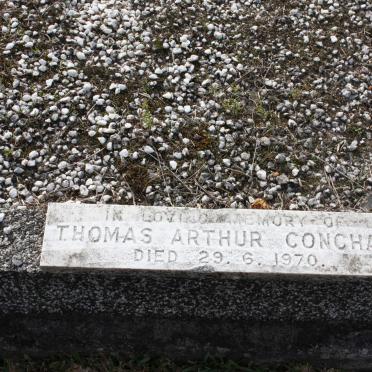 IN LOVING MEMORY OF
THOMAS ARTHUR CONCHA
DIED 29. 6. 1970.